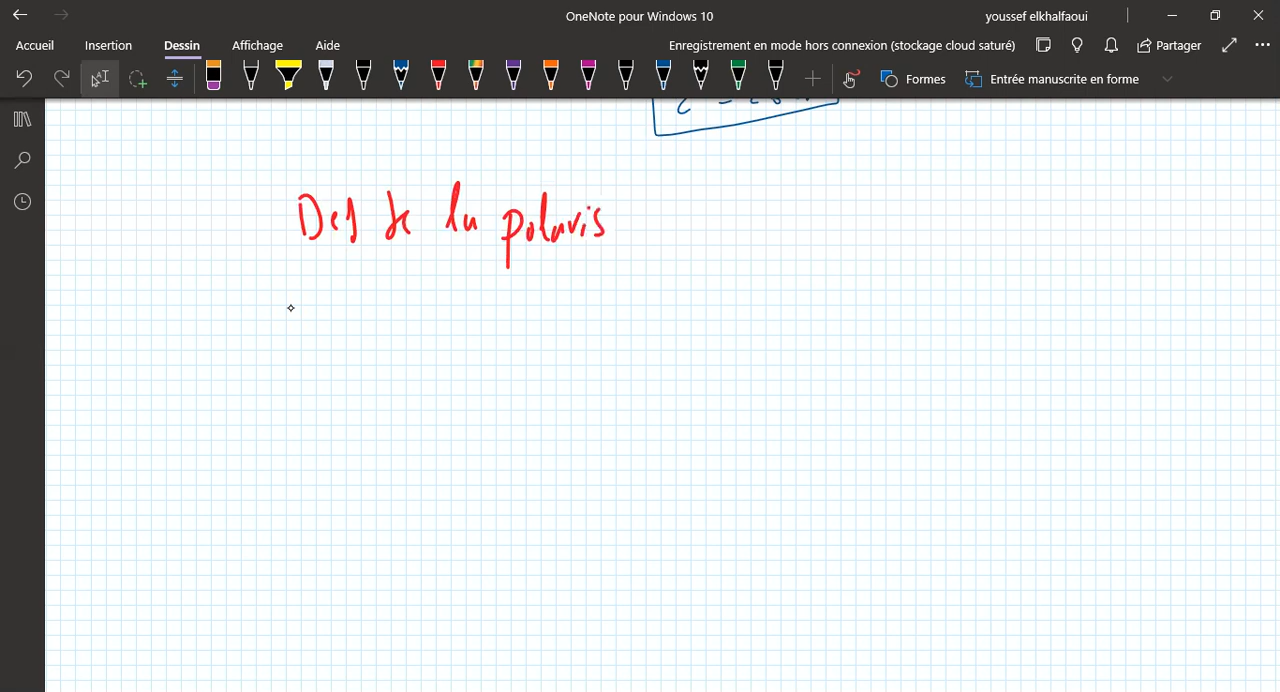 OneNote pour Windows 10
youssef elkhalfaoui
Accueil Insertion Dessin Affichage Aide
Enregistrement en mode hors connexion (stockage cloud saturé)
Partager
Formes
Entrée manuscrite en forme
Def de la polaris